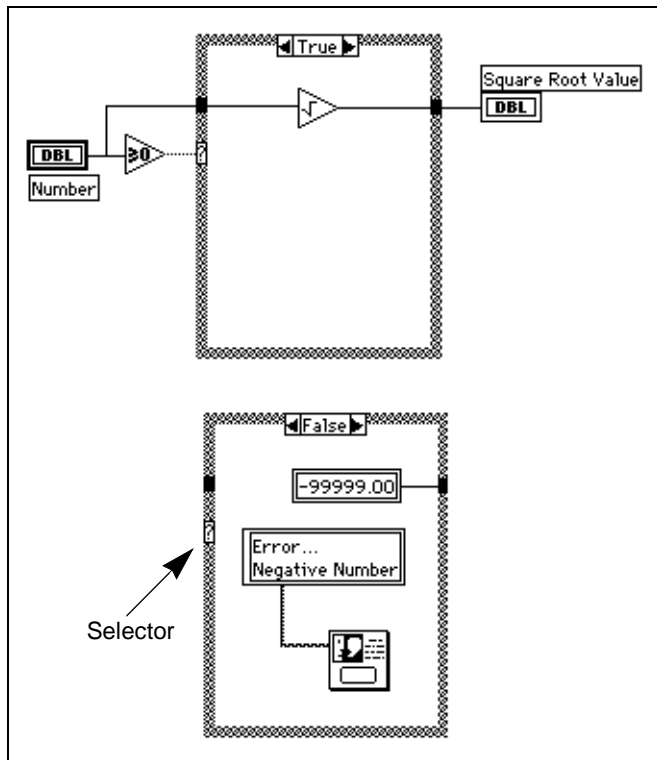 True
Square Root Value
DBL
DBL
≥0
?
√
Number
False
-99999.00
?
Error...
Negative Number
Selector